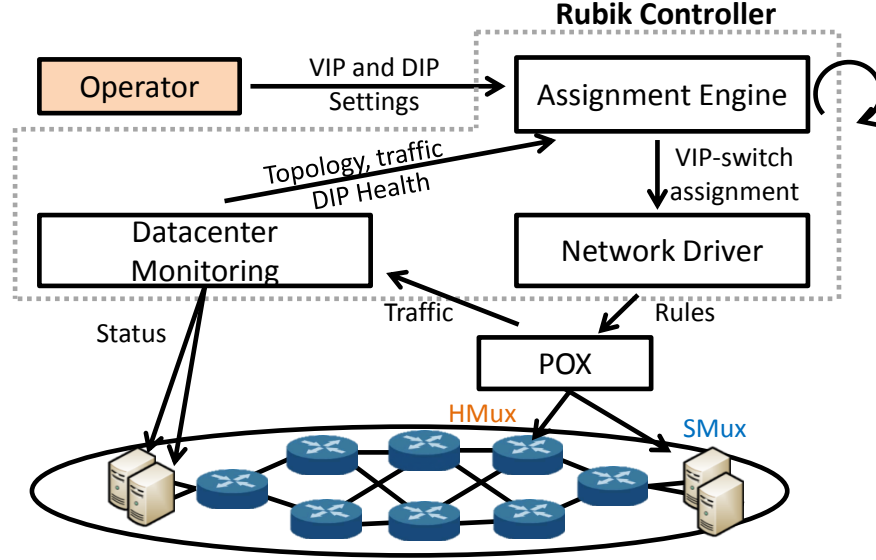 Rubik Controller
Operator
VIP and DIP
Settings
Assignment Engine
Topology, traffic
DIP Health
VIP-switch
assignment
Datacenter
Monitoring
Network Driver
Status
Traffic
Rules
POX
HMux
SMux